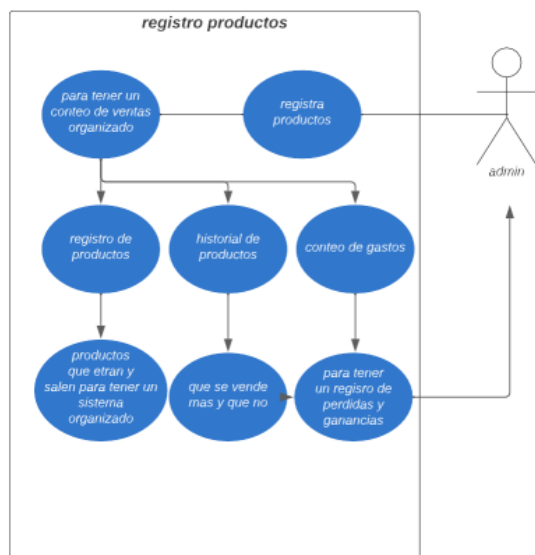 registro productos
para tener un
conteo de ventas
organizado
registra
productos
admin
registro de
productos
historial de
productos
conteo de gastos
productos
que etran y
salen para tener un
sistema
organizado
que se vende
mas y que no
para tener
un regisro de
perdidas y
ganancias